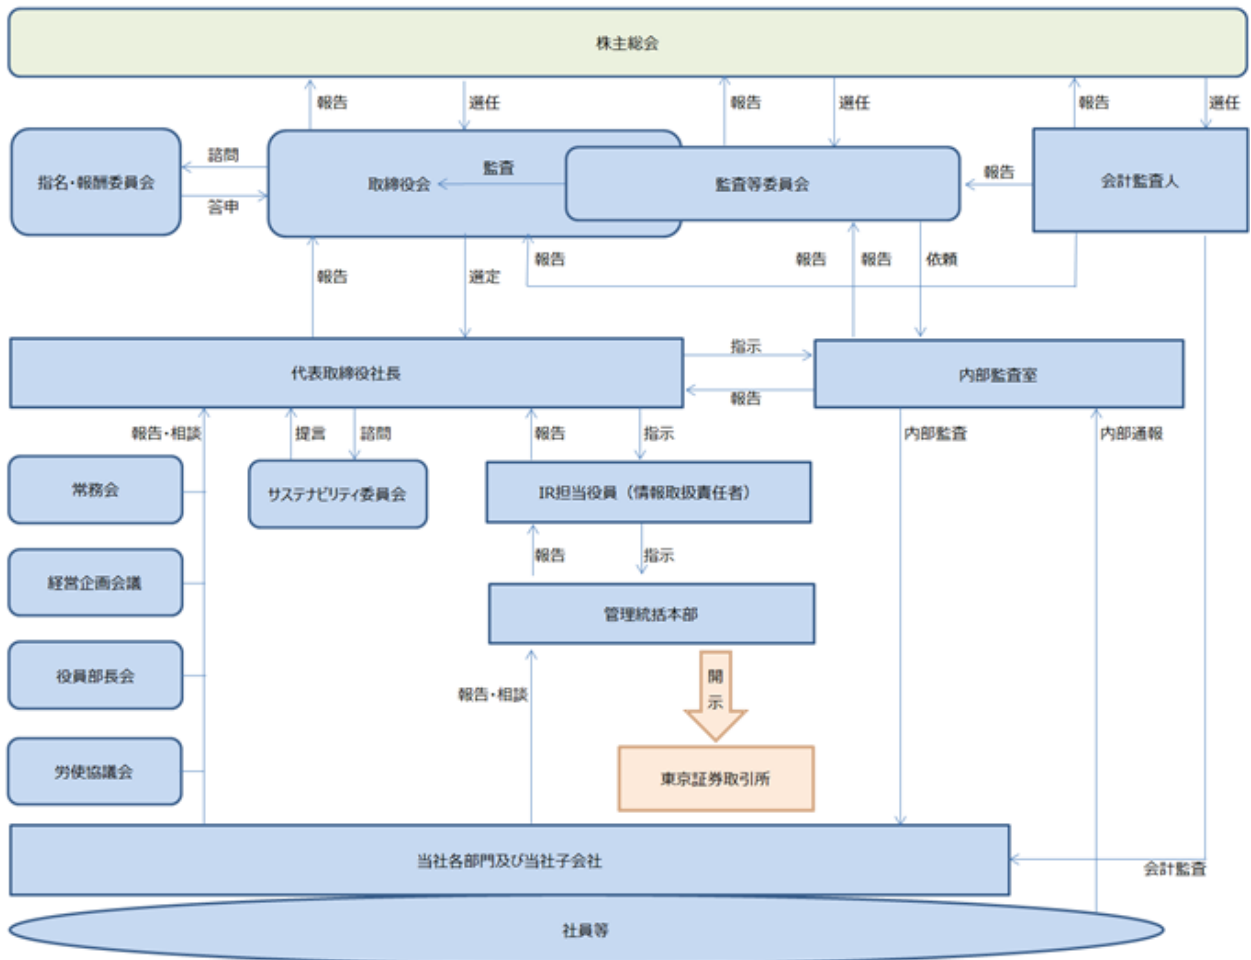 株主総会
報告
選任
報告
選任
報告
選任
指名・報酬委員会
諮問
答申
取締役会
監査
監査等委員会
報告
会計監査人
報告
選定
報告
報告
報告
依頼
代表取締役社長
指示
報告
内部監査室
報告・相談
提言
諮問
報告
指示
内部監査
内部通報
常務会
サステナビリティ委員会
IR担当役員（情報取扱責任者）
報告
指示
経営企画会議
管理統括本部
役員部長会
報告・相談
開
示
労使協議会
東京証券取引所
当社各部門及び当社子会社
会計監査
社員等